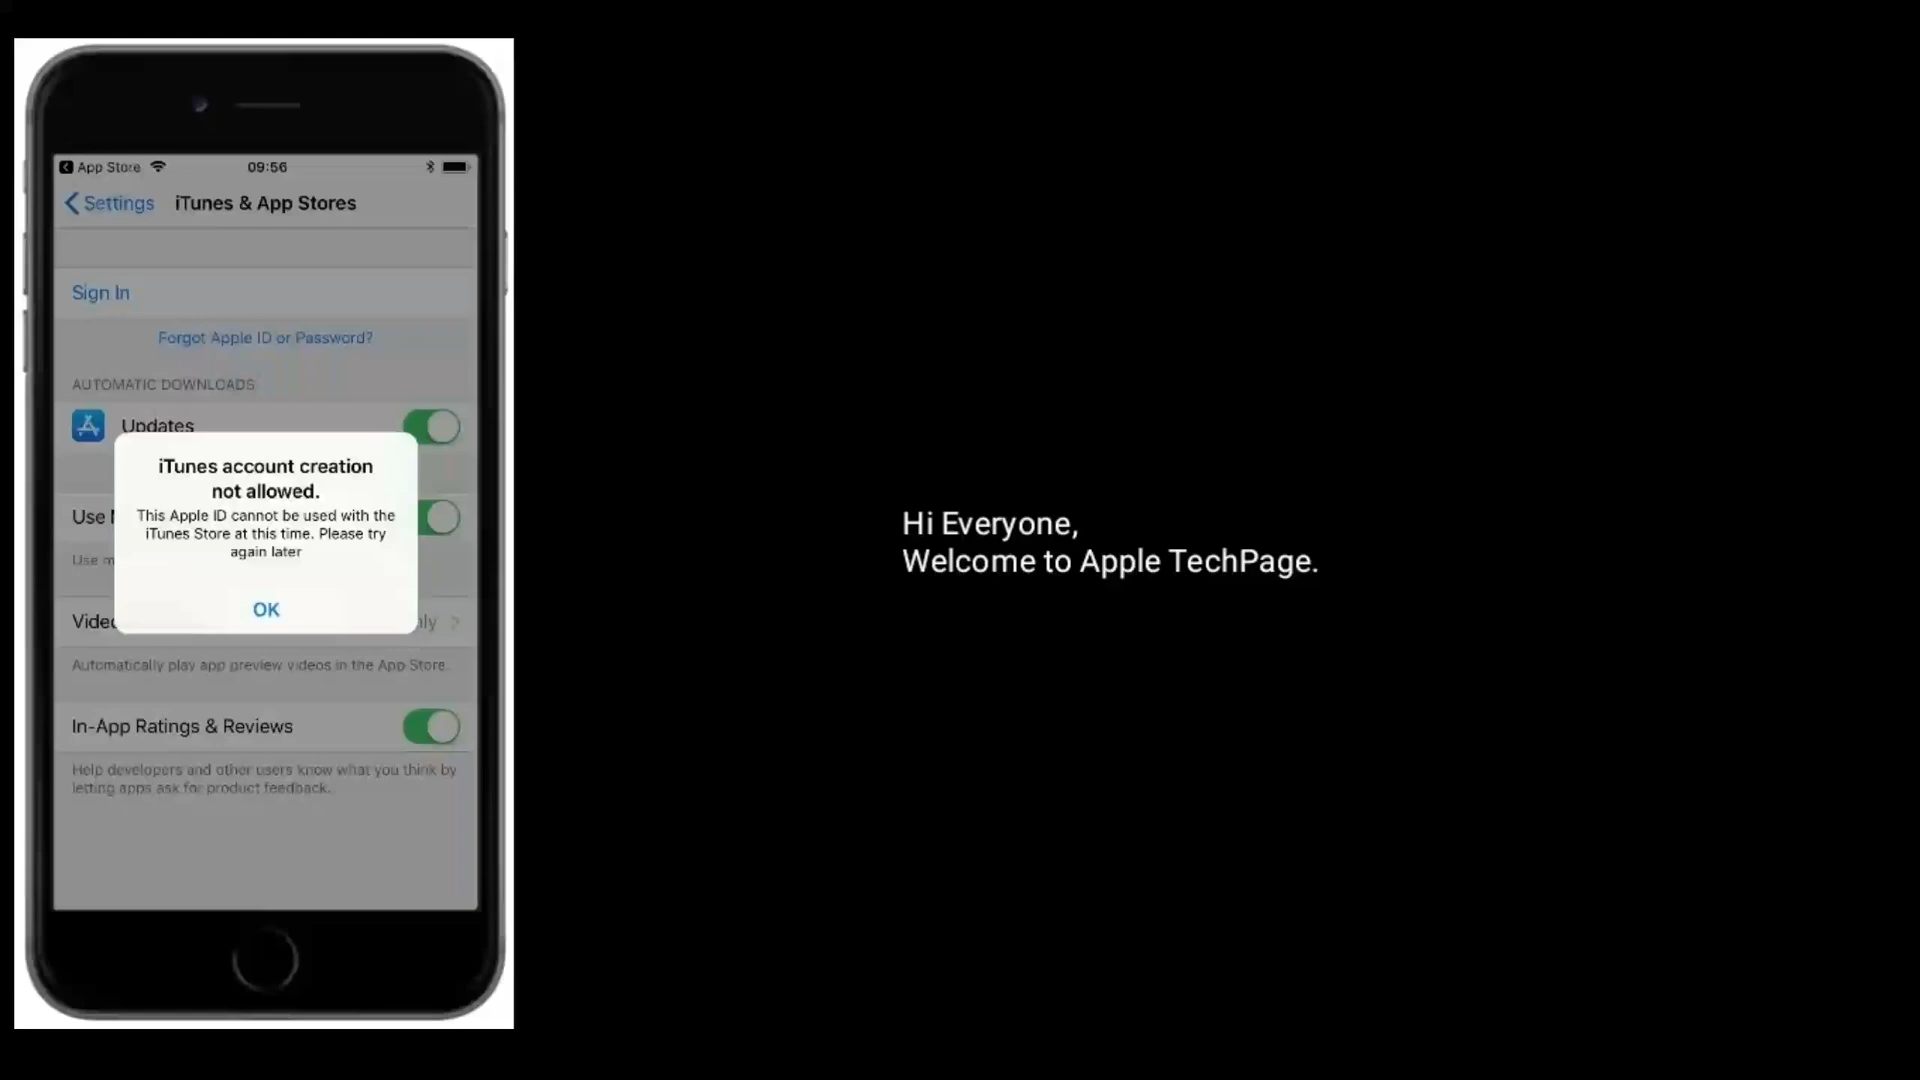 App Store
09:56
Settings
iTunes & App Stores
Sign In
Forgot Apple ID or Password?
AUTOMATIC DOWNLOADS
Updates
iTunes account creation
not allowed.
This Apple ID cannot be used with the
iTunes Store at this time. Please try
again later
OK
Use
Use
Automatically play app preview videos in the App Store.
In-App Ratings & Reviews
Help developers and other users know what you think by
letting apps ask for product feedback.
Hi Everyone,
Welcome to Apple TechPage.